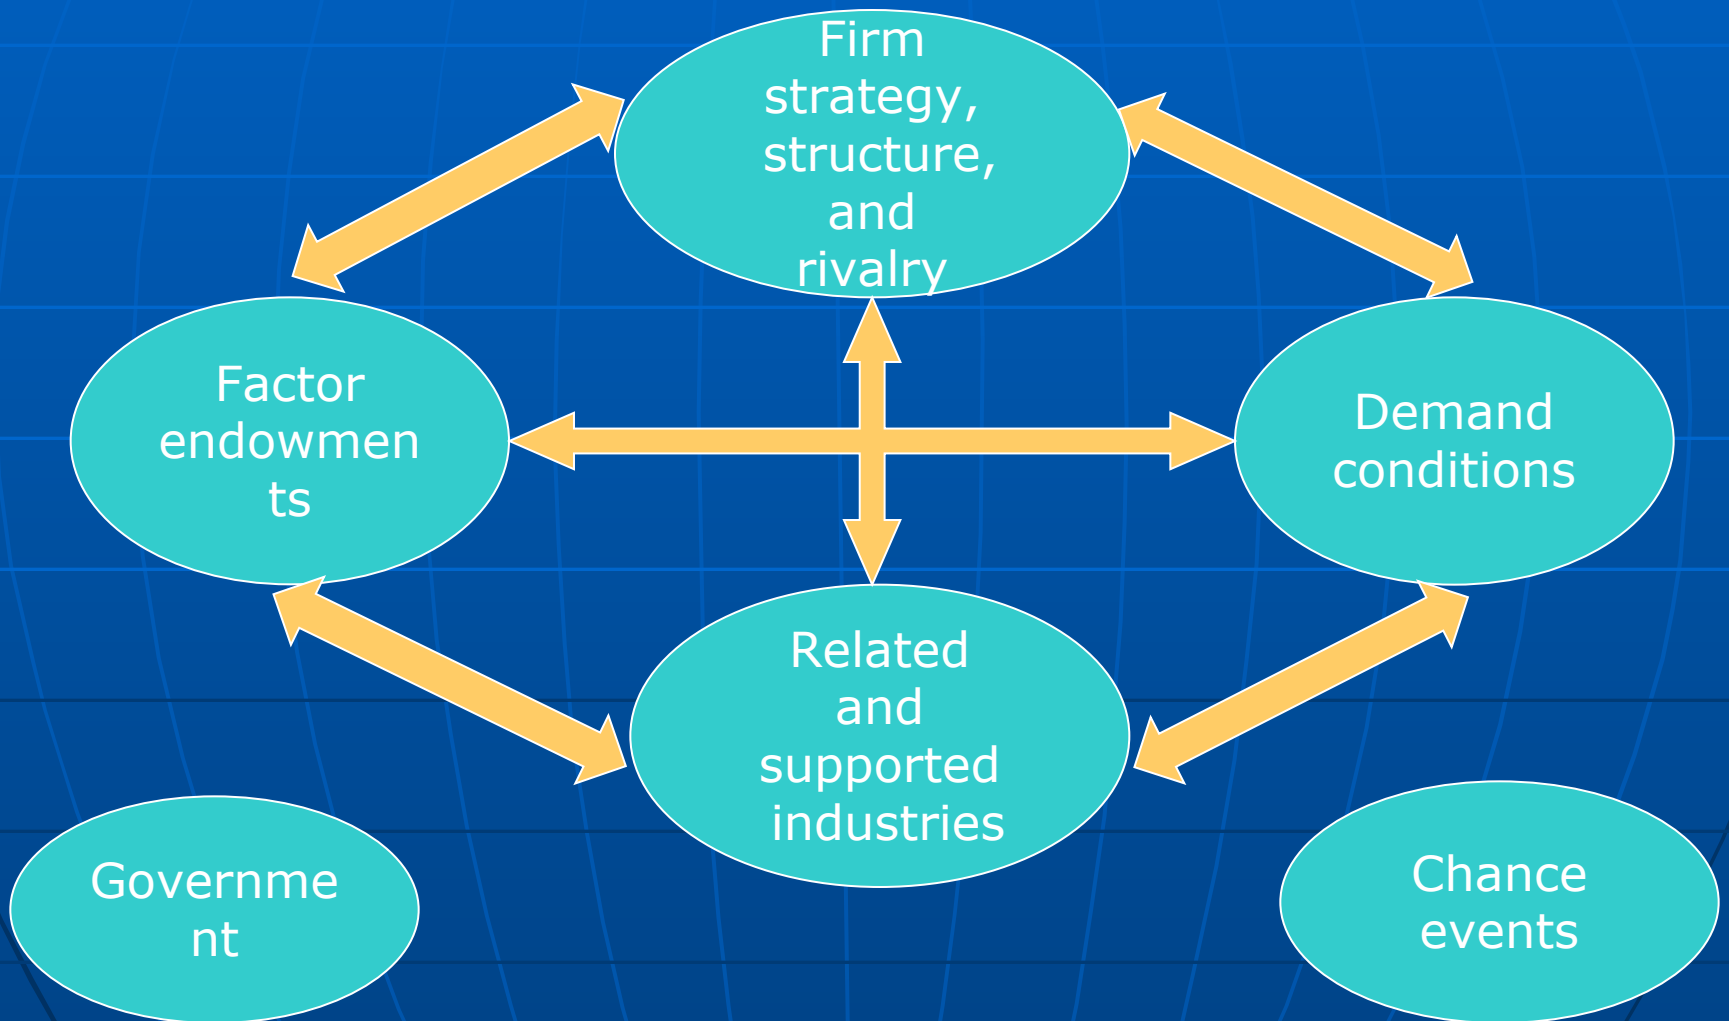 Firm
strategy,
structure,
and
rivalry
Factor
endowmen
ts
Demand
conditions
Related
and
supported
industries
Governme
nt
Chance
events